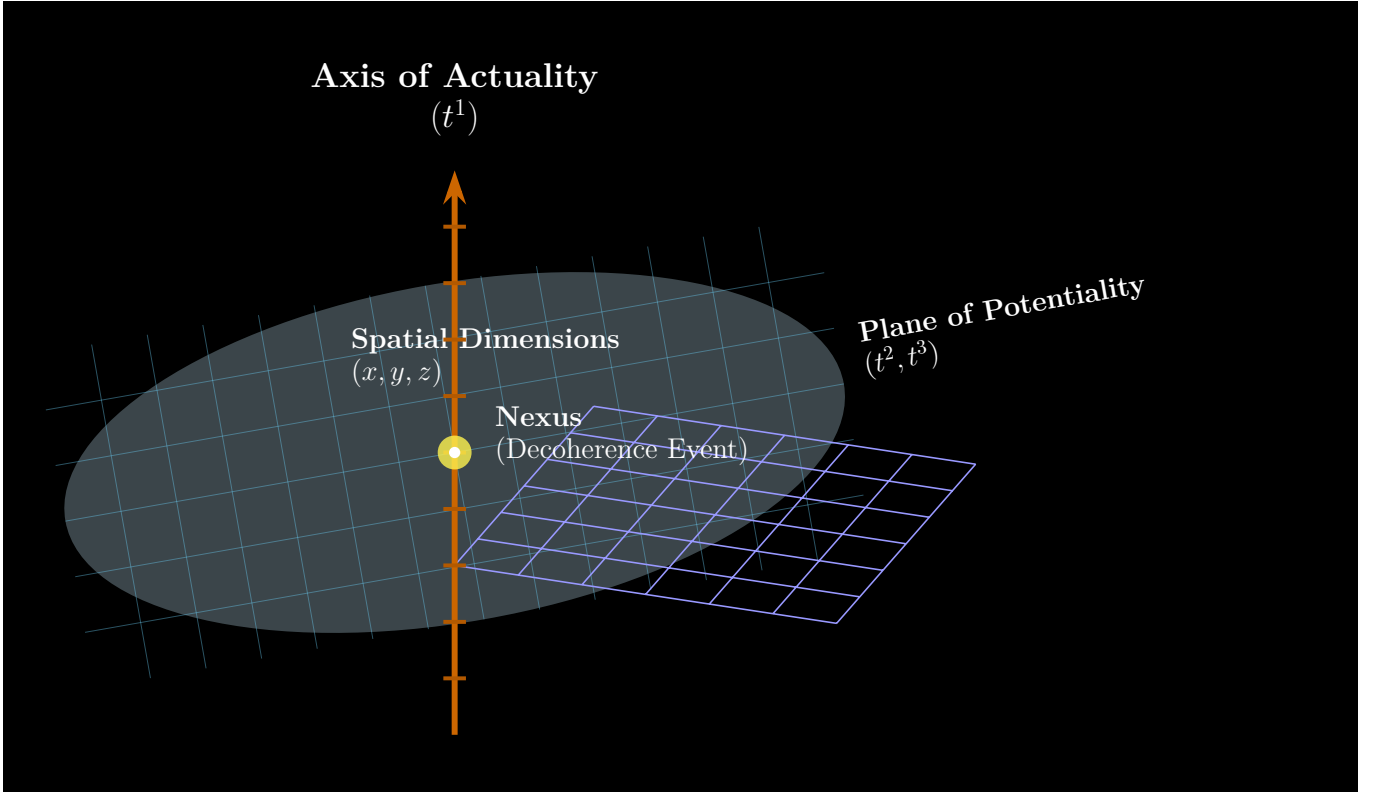 Axis of Actuality
(t¹)
Spatial Dimensions
(x, y, z)
Plane of Potentiality
(t², t³)
Nexus
(Decoherence Event)